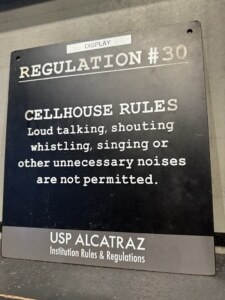 DISPLAY
REGULATION #30
CELLHOUSE RULES
Loud talking, shouting
whistling, singing or
other unnecessary noises
are not permitted.
USP ALCATRAZ
Institution Rules & Regulations